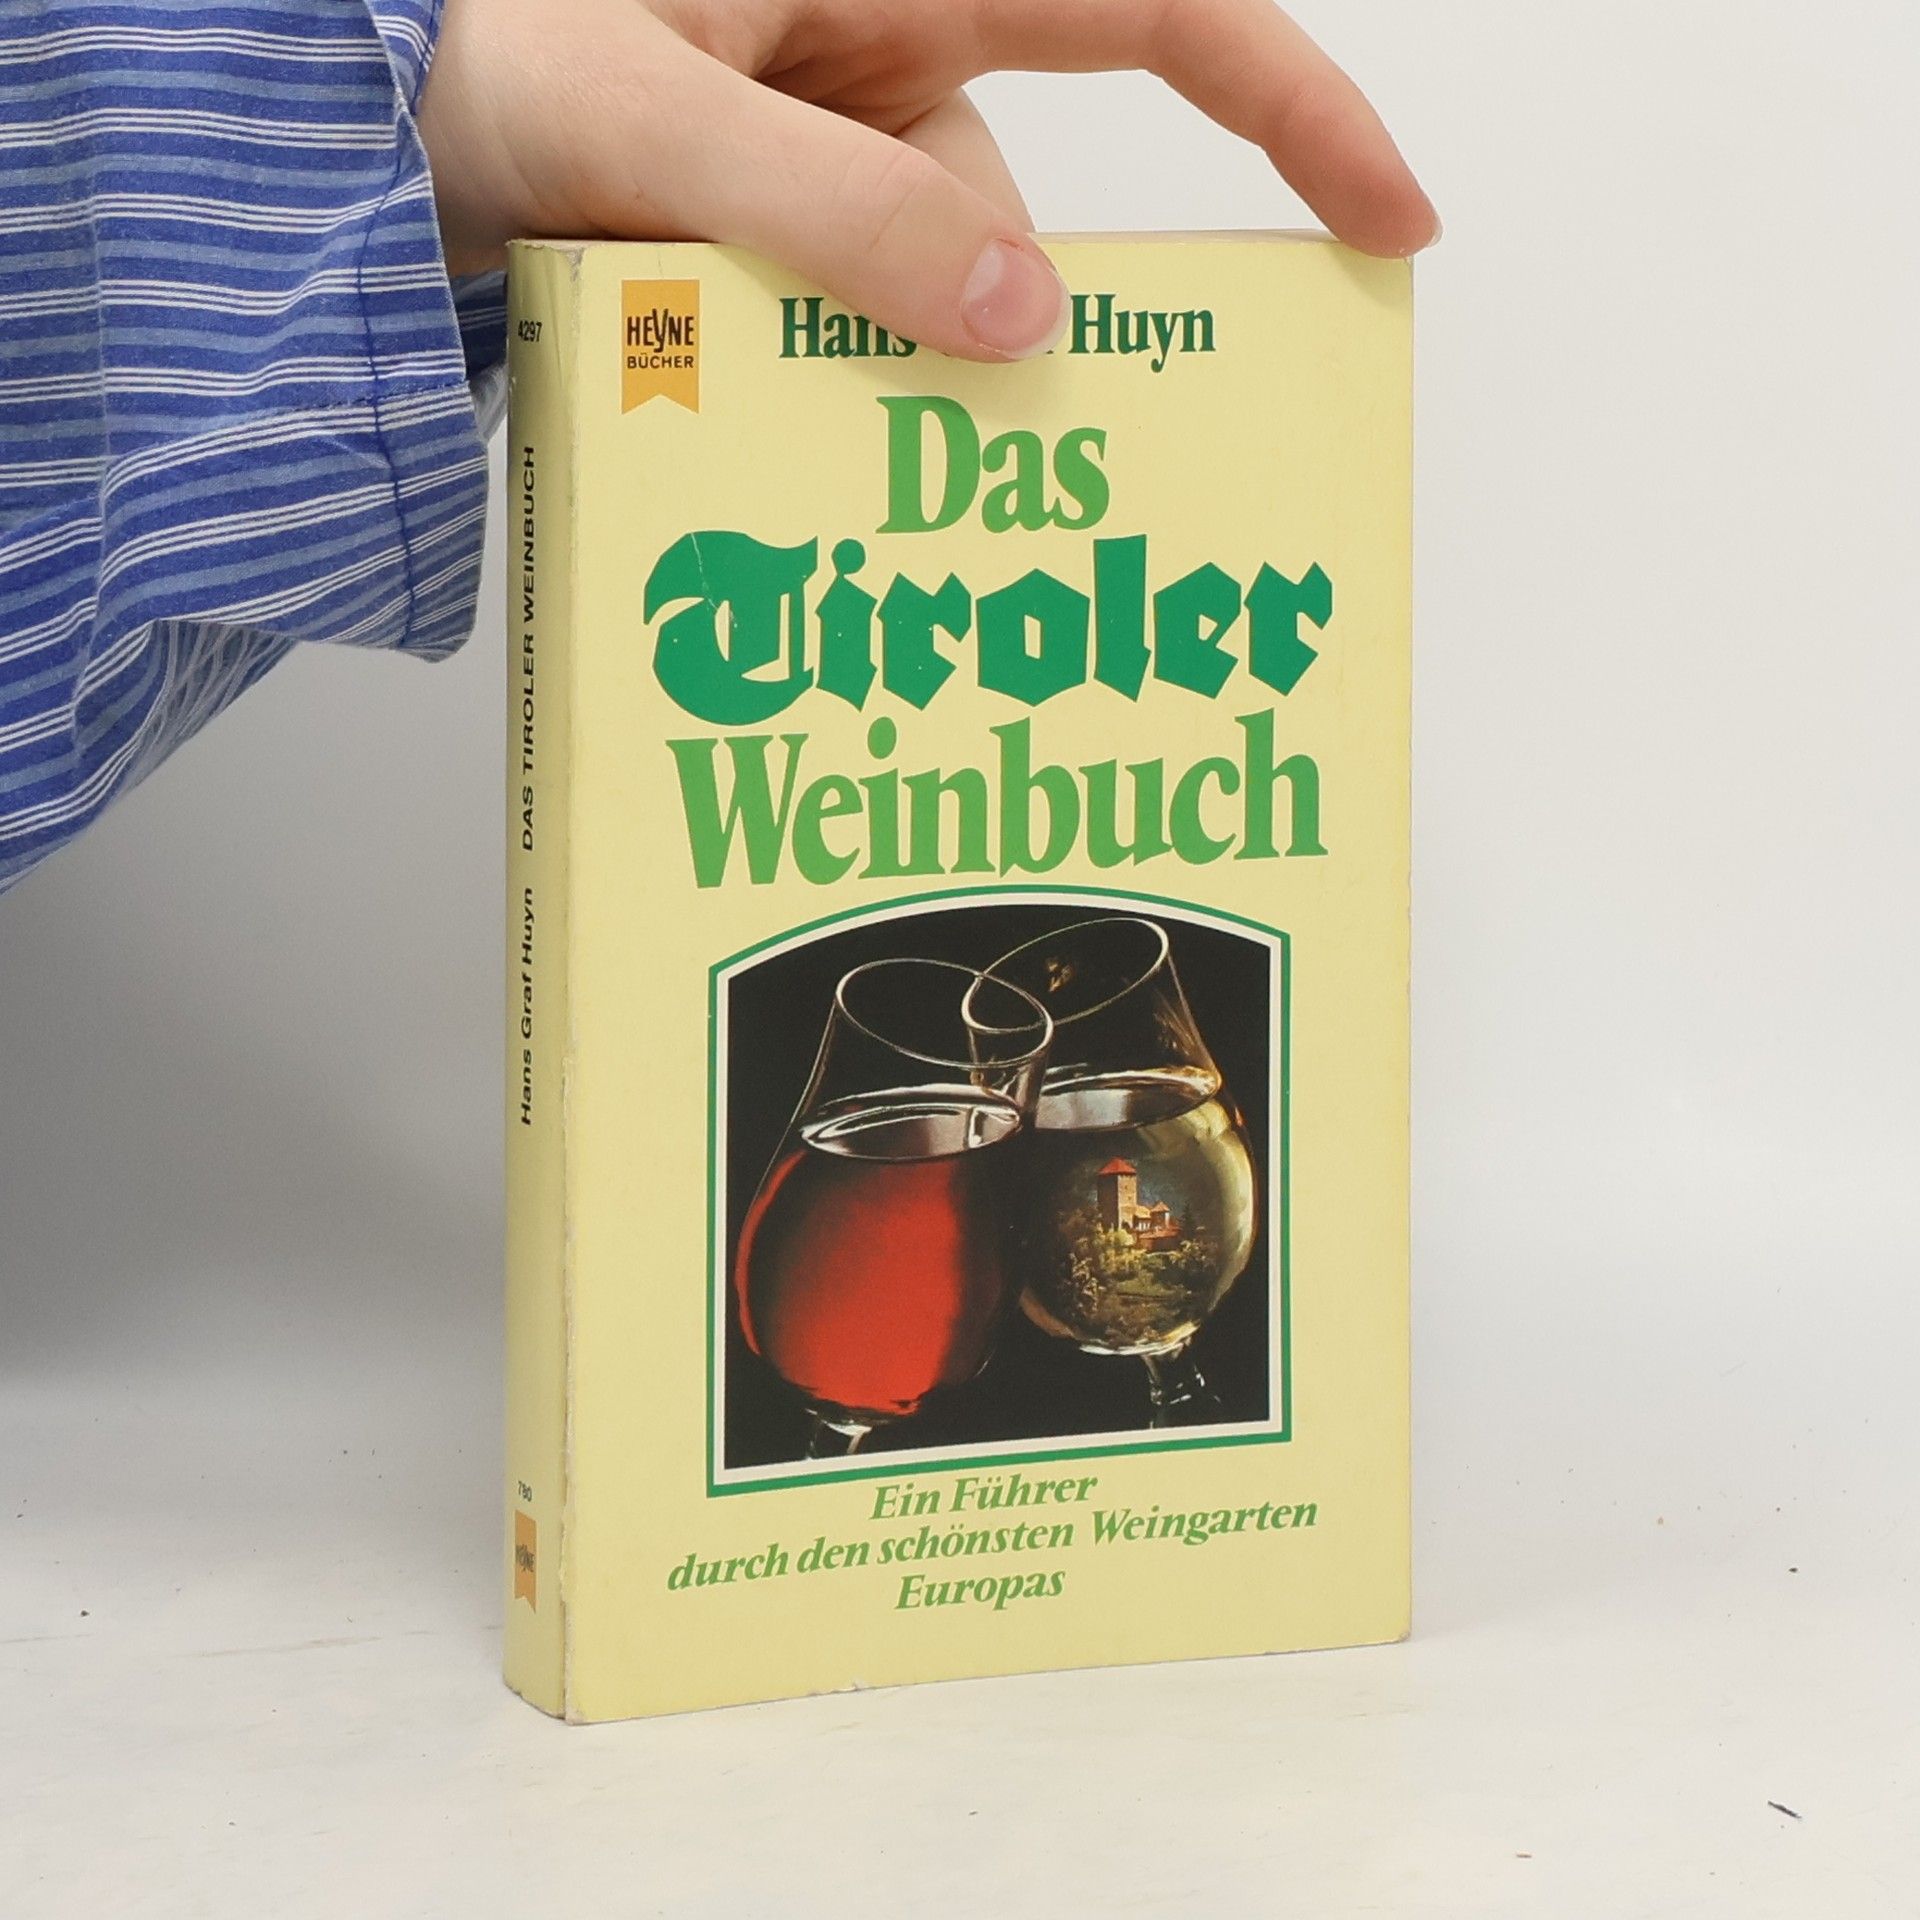 HEYNE
BÜCHER
Hans Huyn
Das
Tiroler
Weinbuch
Ein Führer
durch den schönsten Weingarten
Europas
4297
Hans Graf Huyn DAS TIROLER WEINBUCH
780
HEYNE